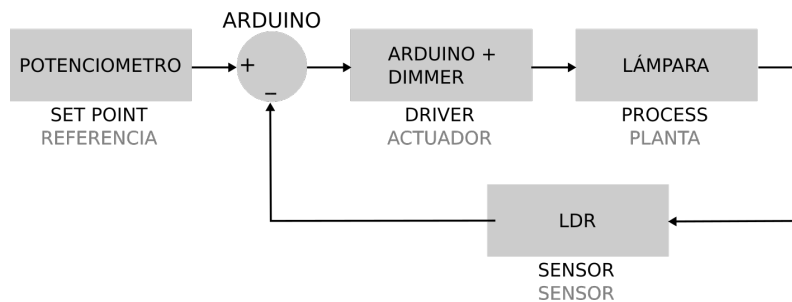 ARDUINO
POTENCIOMETRO
+
−
ARDUINO +
DIMMER
LÁMPARA
SET POINT
REFERENCIA
DRIVER
ACTUADOR
PROCESS
PLANTA
LDR
SENSOR
SENSOR